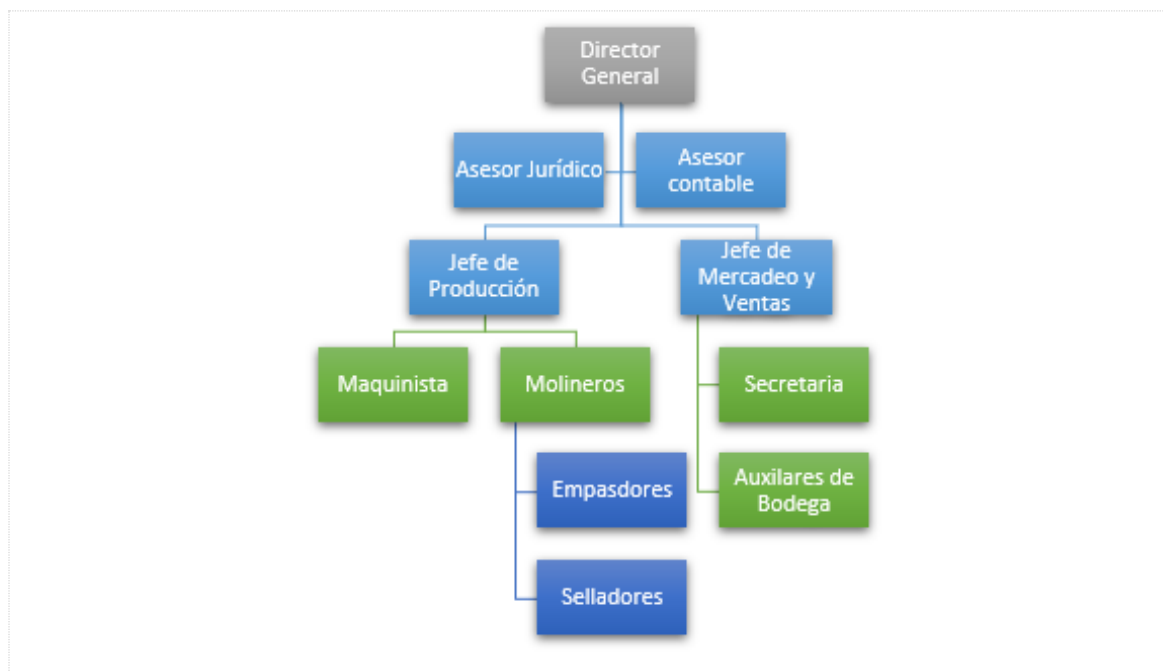 Director
General
Asesor Jurídico
Asesor
contable
Jefe de
Producción
Jefe de
Mercadeo y
Ventas
Maquinista
Molineros
Secretaria
Empasdores
Auxilares de
Bodega
Selladores